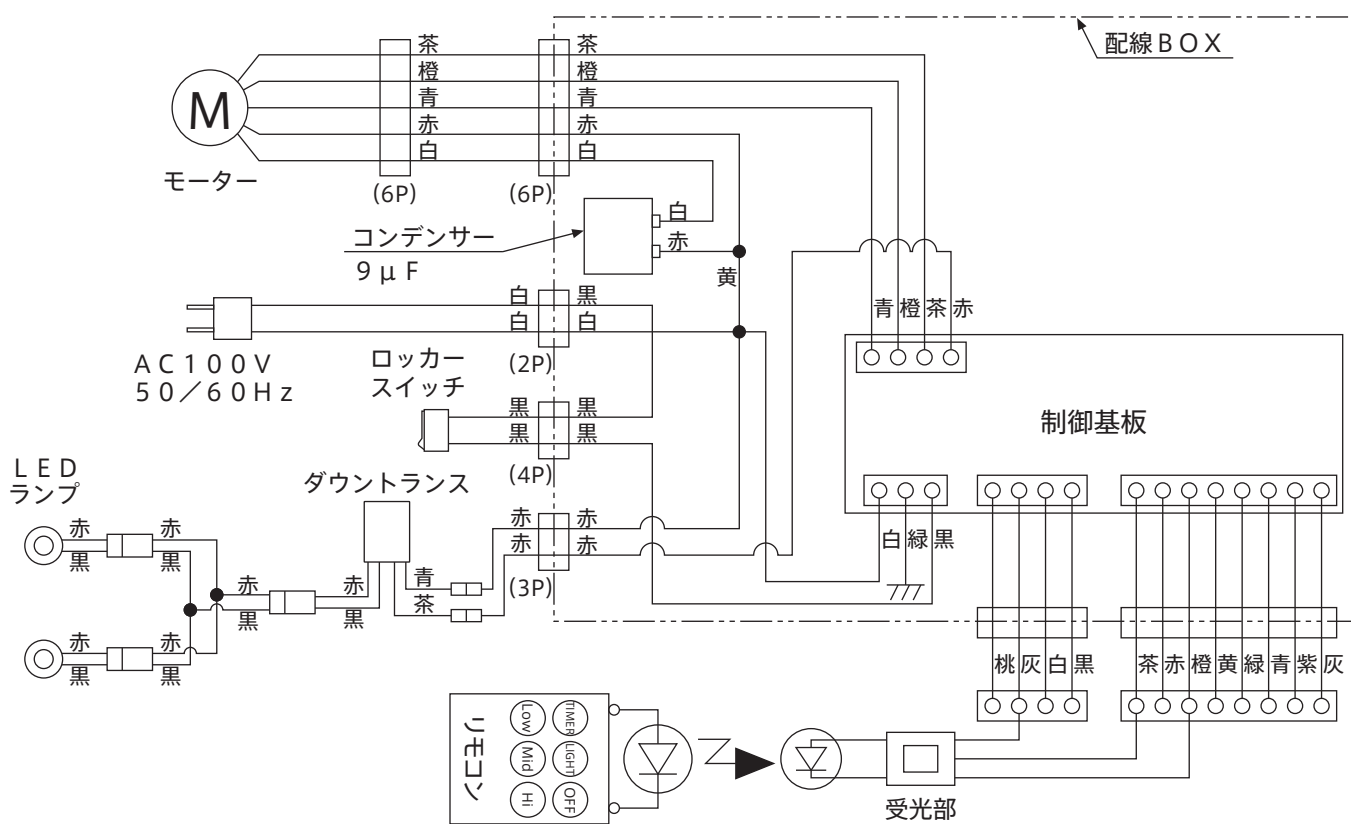 配線ＢＯＸ
茶
橙
青
赤
白
茶
橙
青
赤
白
M
モーター
(6P)
(6P)
コンデンサー
9μF
白
赤
黄
青 橙 茶 赤
AC100V
50／60Hz
白
白
黒
白
(2P)
ロッカー
スイッチ
黒
黒
黒
黒
(4P)
制御基板
白 緑 黒
LED
ランプ
赤
黒
赤
黒
赤
黒
赤
黒
赤
黒
赤
黒
ダウントランス
青
茶
赤
赤
赤
赤
(3P)
桃 灰 白 黒
茶 赤 橙 黄 緑 青 紫 灰
リモコン
Low
Mid
Hi
TIMER
LIGHT
OFF
受光部